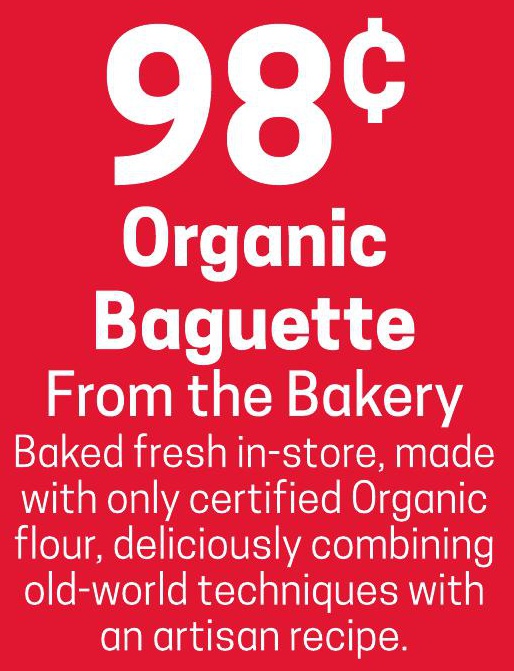 98¢
Organic
Baguette
From the Bakery
Baked fresh in-store, made
with only certified Organic
flour, deliciously combining
old-world techniques with
an artisan recipe.